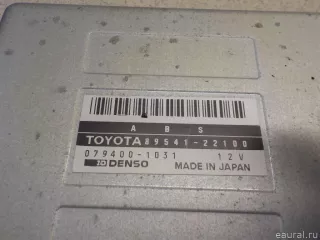 A B S
TOYOTA 89541-22100
079400-1031 12V
DENSO MADE IN JAPAN
eaural.ru